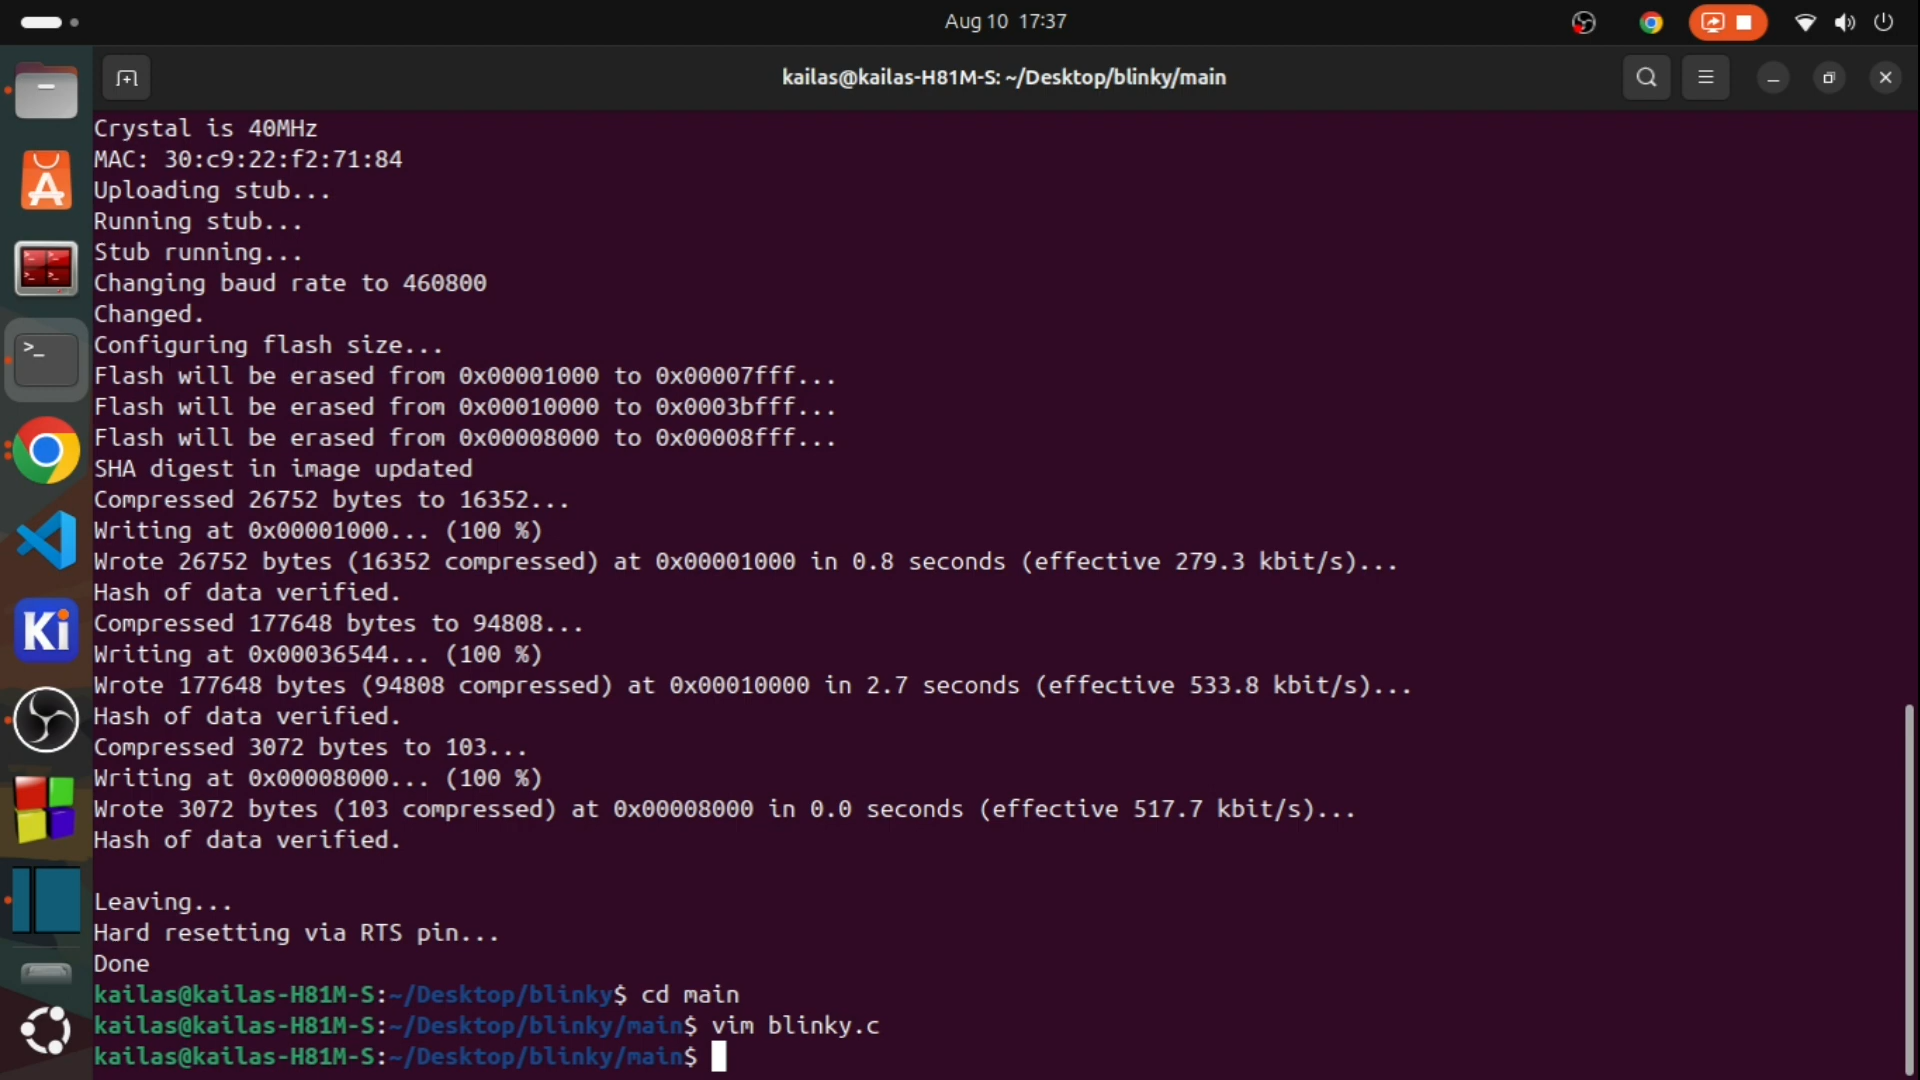 Aug 10 17:37
kailas@kailas-H81M-S: ~/Desktop/blinky/main
Crystal is 40MHz
MAC: 30:c9:22:f2:71:84
Uploading stub...
Running stub...
Stub running...
Changing baud rate to 460800
Changed.
Configuring flash size...
Flash will be erased from 0x00001000 to 0x00007fff...
Flash will be erased from 0x00010000 to 0x0003bfff...
Flash will be erased from 0x00008000 to 0x00008fff...
SHA digest in image updated
Compressed 26752 bytes to 16352...
Writing at 0x00001000... (100 %)
Wrote 26752 bytes (16352 compressed) at 0x00001000 in 0.8 seconds (effective 279.3 kbit/s)...
Hash of data verified.
Compressed 177648 bytes to 94808...
Writing at 0x00036544... (100 %)
Wrote 177648 bytes (94808 compressed) at 0x00010000 in 2.7 seconds (effective 533.8 kbit/s)...
Hash of data verified.
Compressed 3072 bytes to 103...
Writing at 0x00008000... (100 %)
Wrote 3072 bytes (103 compressed) at 0x00008000 in 0.0 seconds (effective 517.7 kbit/s)...
Hash of data verified.
Leaving...
Hard resetting via RTS pin...
Done
kailas@kailas-H81M-S:~/Desktop/blinky$ cd main
kailas@kailas-H81M-S:~/Desktop/blinky/main$ vim blinky.c
kailas@kailas-H81M-S:~/Desktop/blinky/main$
A
>_
Ki